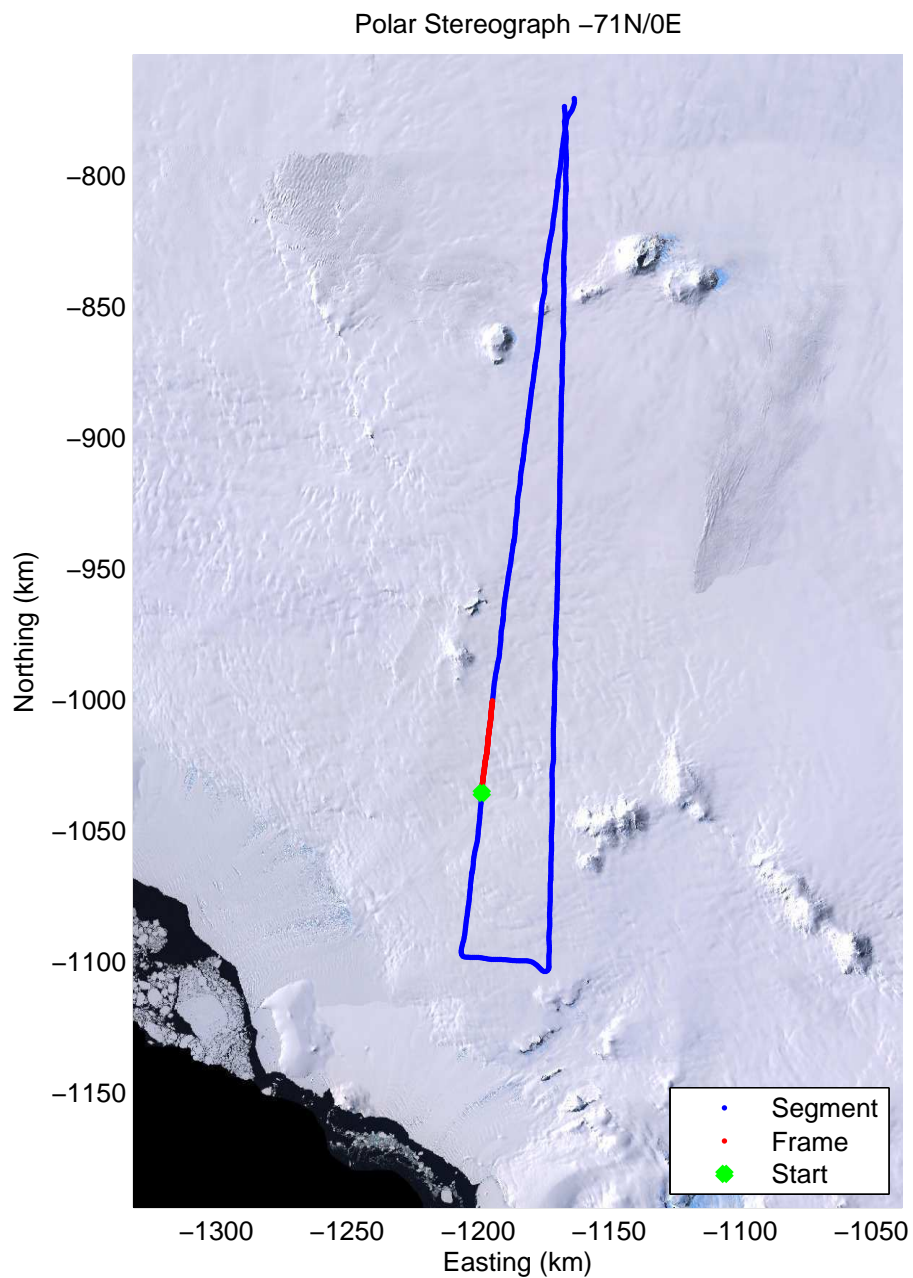 Polar Stereograph −71N/0E
Northing (km)
−800
−850
−900
−950
−1000
−1050
−1100
−1150
Segment
Frame
Start
−1300 −1250 −1200 −1150 −1100 −1050
Easting (km)